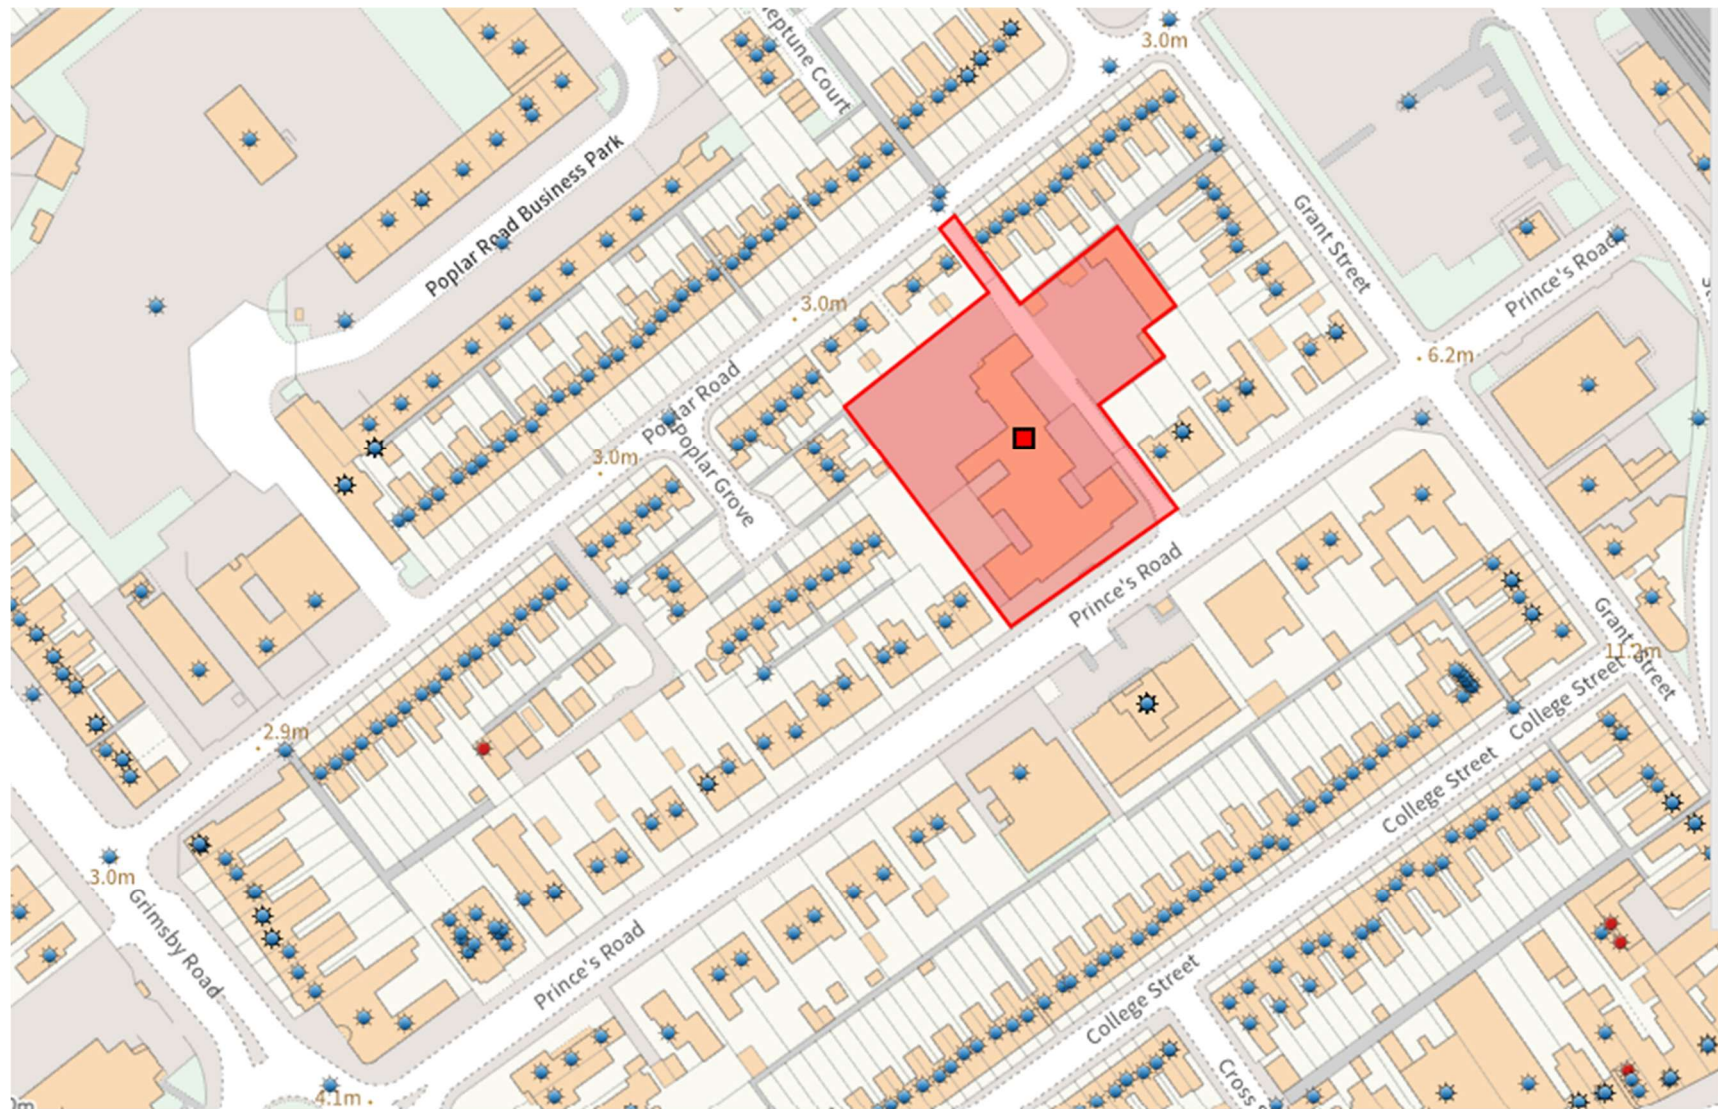 Neptune Court
3.0m
Poplar Road Business Park
Grant Street
Prince's Road
3.0m
6.2m
Poplar Road
Poplar Grove
3.0m
Prince's Road
Grant Street
11.2m
College Street
2.9m
College Street
3.0m
Grimsby Road
Prince's Road
College Street
Cross S
4.1m
0m